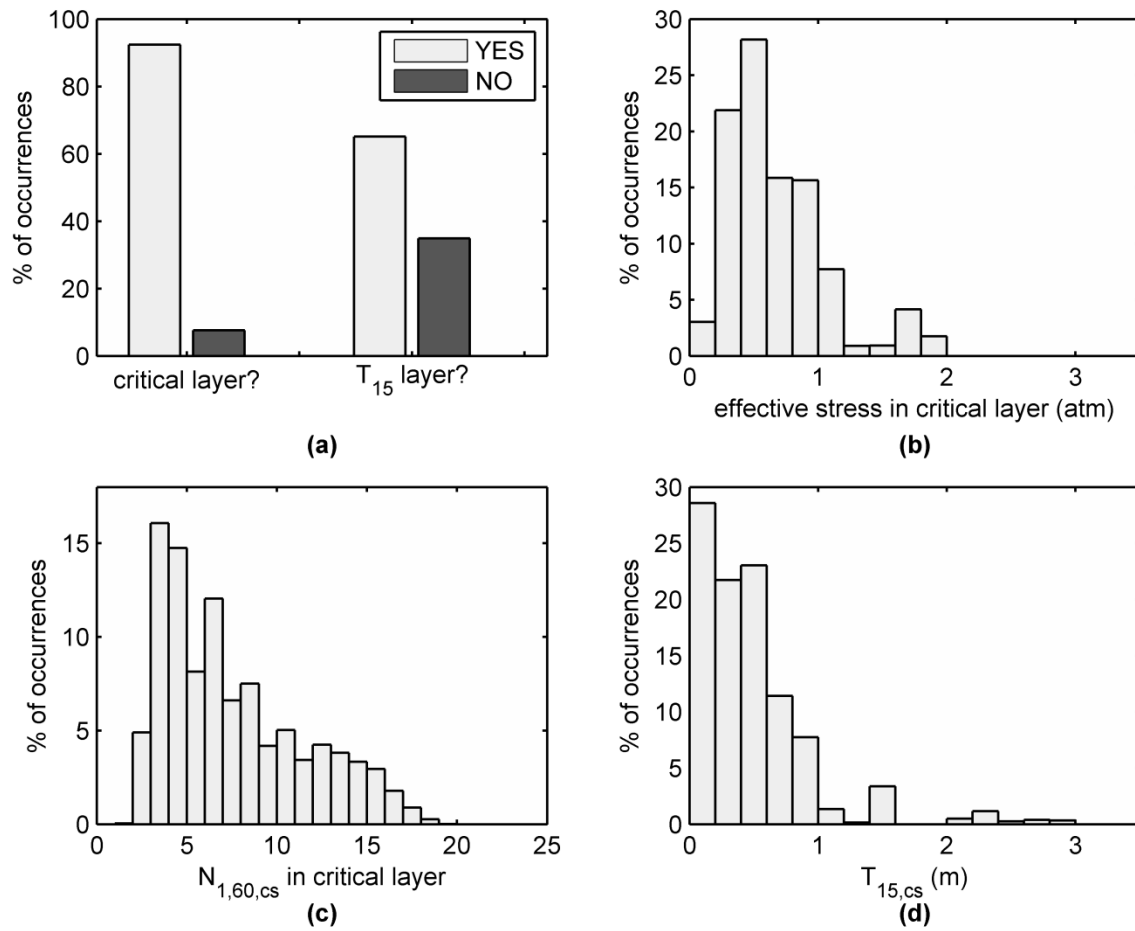 100
80
60
40
20
0
% of occurrences
YES
NO
critical layer?
T15 layer?
(a)
30
25
20
15
10
5
0
% of occurrences
0 1 2 3
effective stress in critical layer (atm)
(b)
15
10
5
0
% of occurrences
0 5 10 15 20 25
N1,60,cs in critical layer
(c)
30
25
20
15
10
5
0
% of occurrences
0 1 2 3
T15,cs (m)
(d)